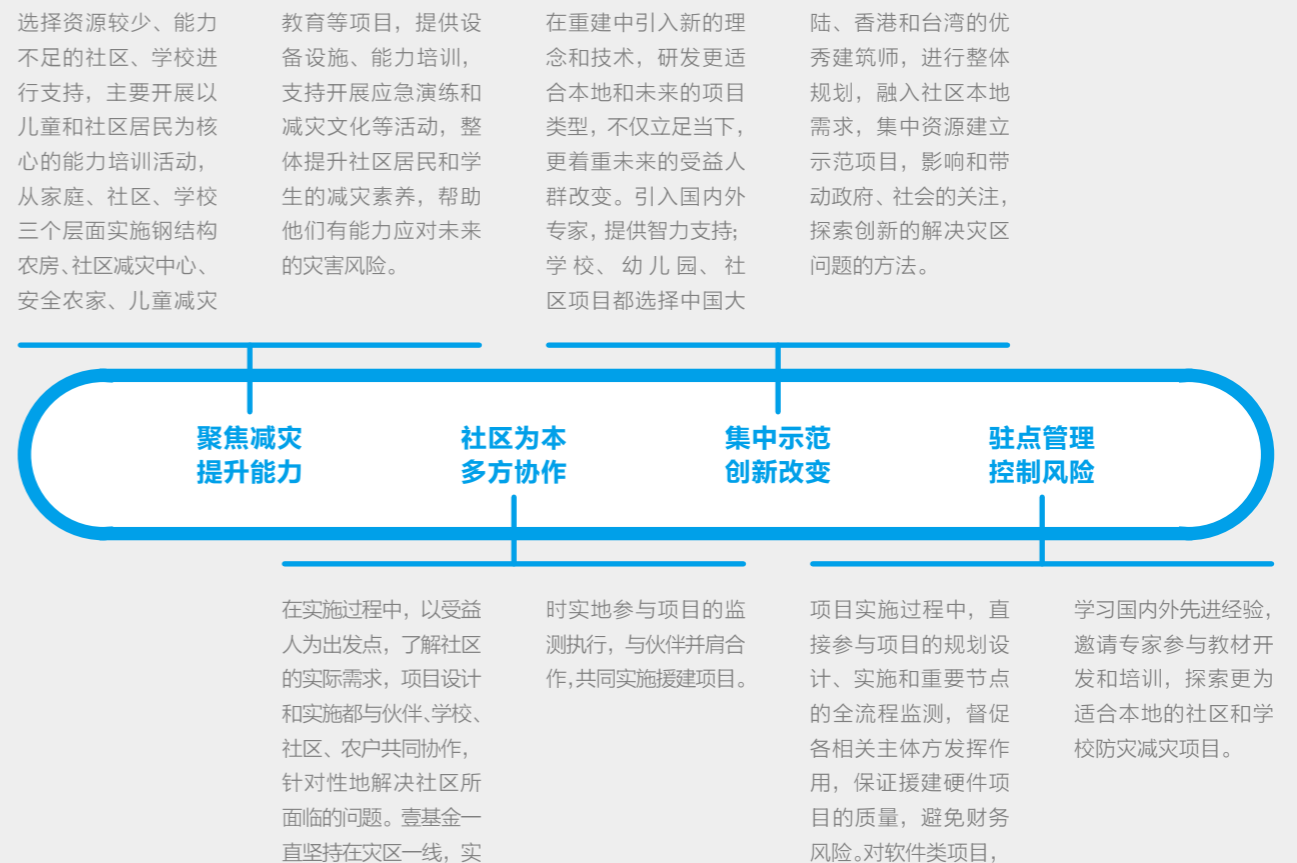 选择资源较少、能力
不足的社区、学校进
行支持，主要开展以
儿童和社区居民为核
心的能力培训活动，
从家庭、社区、学校
三个层面实施钢结构
农房、社区减灾中心、
安全农家、儿童减灾
教育等项目，提供设
备设施、能力培训，
支持开展应急演练和
减灾文化等活动，整
体提升社区居民和学
生的减灾素养，帮助
他们有能力应对未来
的灾害风险。
在重建中引入新的理
念和技术，研发更适
合本地和未来的项目
类型，不仅立足当下，
更着重未来的受益人
群改变。引入国内外
专家，提供智力支持；
学校、幼儿园、社
区项目都选择中国大
陆、香港和台湾的优
秀建筑师，进行整体
规划，融入社区本地
需求，集中资源建立
示范项目，影响和带
动政府、社会的关注，
探索创新的解决灾区
问题的方法。
聚焦减灾
提升能力
社区为本
多方协作
集中示范
创新改变
驻点管理
控制风险
在实施过程中，以受益
人为出发点，了解社区
的实际需求，项目设计
和实施都与伙伴、学校、
社区、农户共同协作，
针对性地解决社区所
面临的问题。壹基金一
直坚持在灾区一线，实
时实地参与项目的监
测执行，与伙伴并肩合
作，共同实施援建项目。
项目实施过程中，直
接参与项目的规划设
计、实施和重要节点
的全流程监测，督促
各相关主体方发挥作
用，保证援建硬件项
目的质量，避免财务
风险。对软件类项目，
学习国内外先进经验，
邀请专家参与教材开
发和培训，探索更为
适合本地的社区和学
校防灾减灾项目。